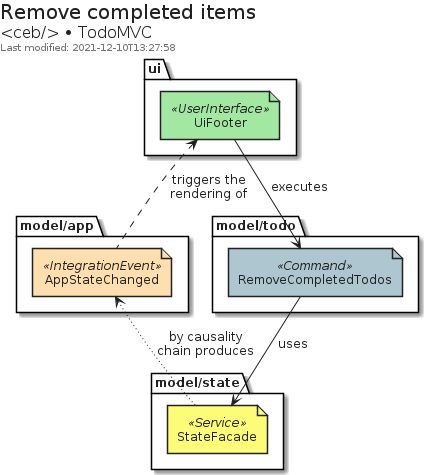 Remove completed items
<ceb/> • TodoMVC
Last modified: 2021-12-10T13:27:58
ui
«UserInterface»
UiFooter
triggers the
rendering of
executes
model/app
«IntegrationEvent»
AppStateChanged
model/todo
«Command»
RemoveCompletedTodos
by causality
chain produces
uses
model/state
«Service»
StateFacade